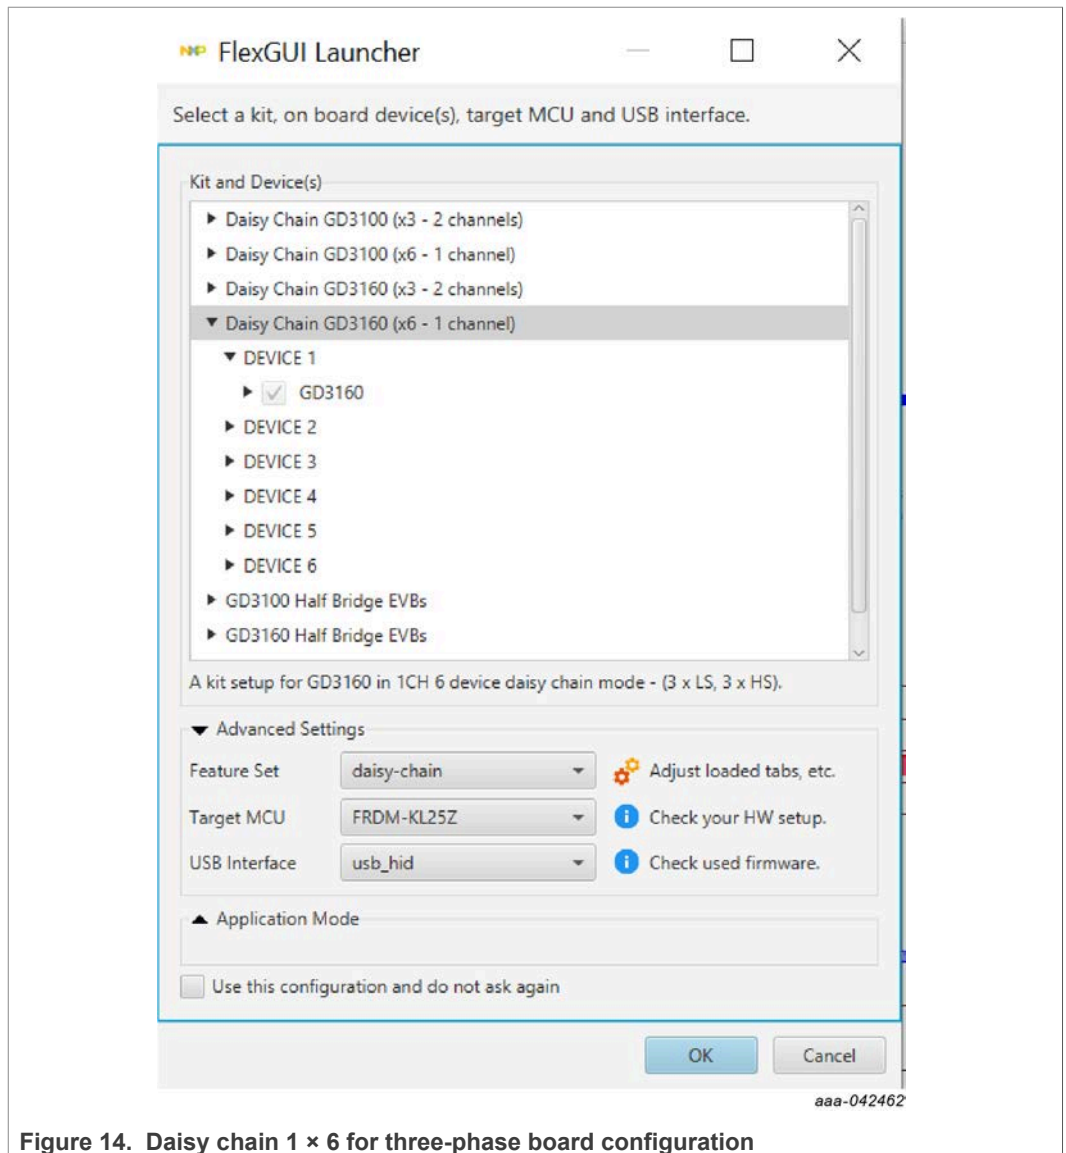 NXP FlexGUI Launcher
Select a kit, on board device(s), target MCU and USB interface.
Kit and Device(s)
Daisy Chain GD3100 (x3 - 2 channels)
Daisy Chain GD3100 (x6 - 1 channel)
Daisy Chain GD3160 (x3 - 2 channels)
Daisy Chain GD3160 (x6 - 1 channel)
DEVICE 1
GD3160
DEVICE 2
DEVICE 3
DEVICE 4
DEVICE 5
DEVICE 6
GD3100 Half Bridge EVBs
GD3160 Half Bridge EVBs
A kit setup for GD3160 in 1CH 6 device daisy chain mode - (3 x LS, 3 x HS).
Advanced Settings
Feature Set daisy-chain Adjust loaded tabs, etc.
Target MCU FRDM-KL25Z Check your HW setup.
USB Interface usb_hid Check used firmware.
Application Mode
Use this configuration and do not ask again
OK Cancel
aaa-042462
Figure 14. Daisy chain 1 × 6 for three-phase board configuration